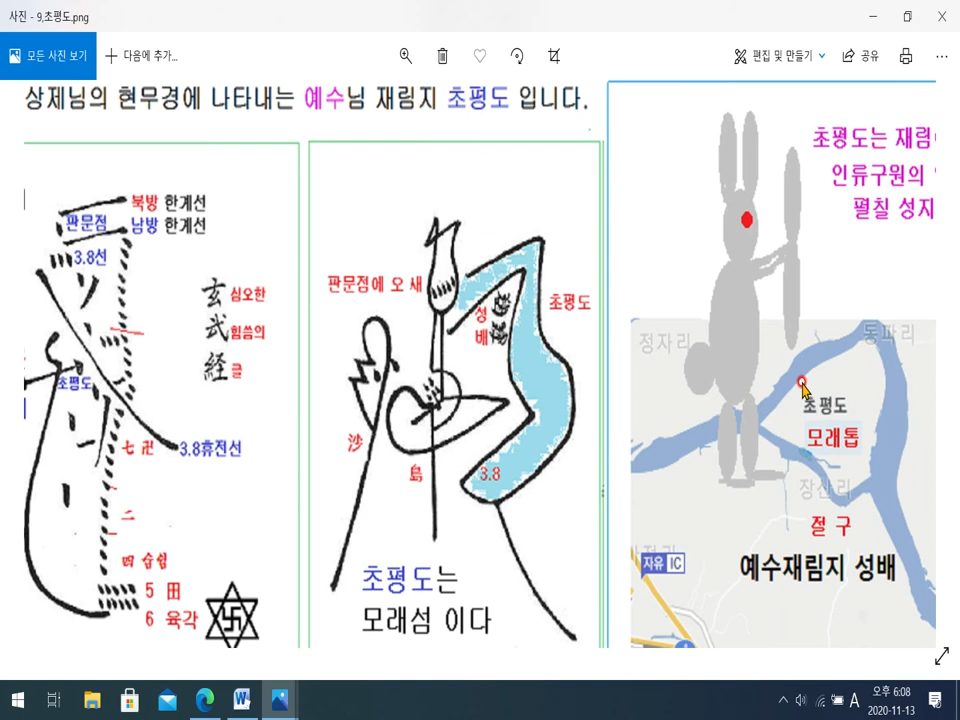 사진 - 9,초평도.png
모든 사진 보기
다음에 추가...
편집 및 만들기
공유
상제님의 현무경에 나타내는 예수님 재림지 초평도 입니다.
북방 한계선
판문점
남방 한계선
3.8선
玄 심오한
武 힘씀의
經 글
초평도
七 卍
3.8휴전선
二
四 습쉽
5 田
6 육각
판문점에 오 새
초평도
성
배
沙
島
3.8
초평도는
모래섬 이다
초평도는 재림
인류구원의
펼칠 성지
정자리
동파리
초평도
모래톱
장산리
절 구
자유 IC
예수재림지 성배
A
오후 6:08
2020-11-13